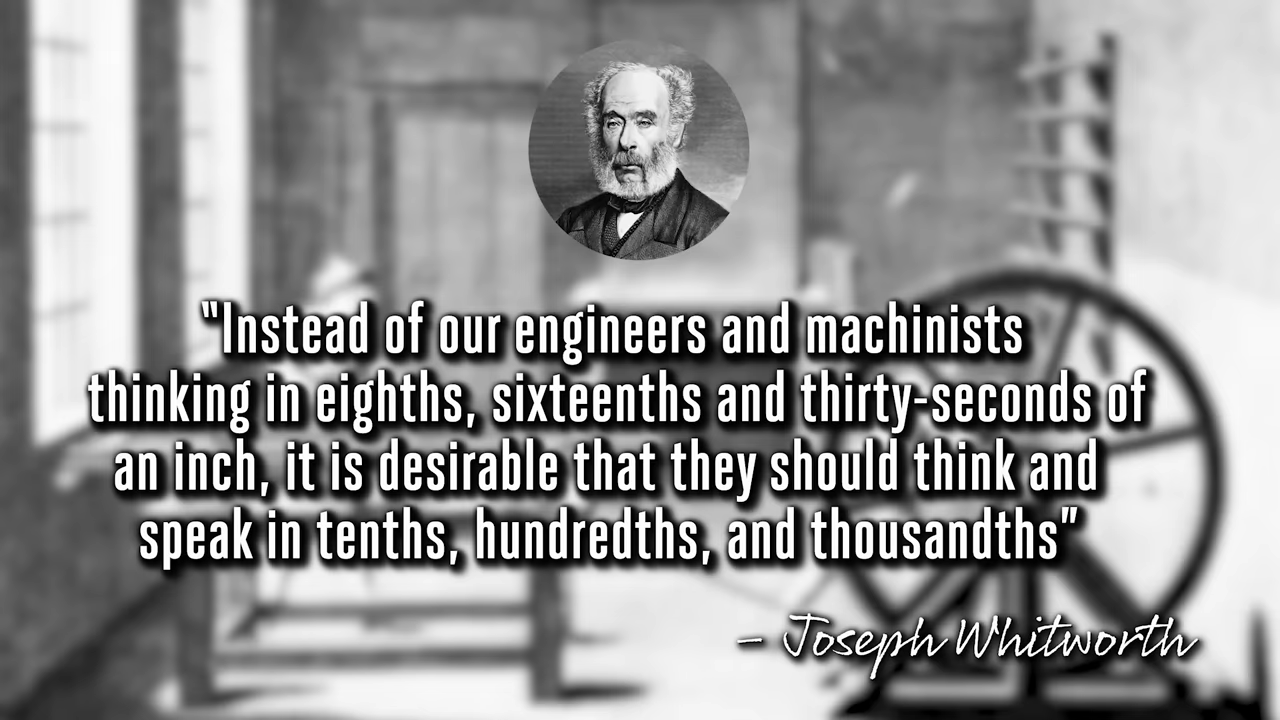 “Instead of our engineers and machinists
thinking in eighths, sixteenths and thirty-seconds of
an inch, it is desirable that they should think and
speak in tenths, hundredths, and thousandths”
– Joseph Whitworth